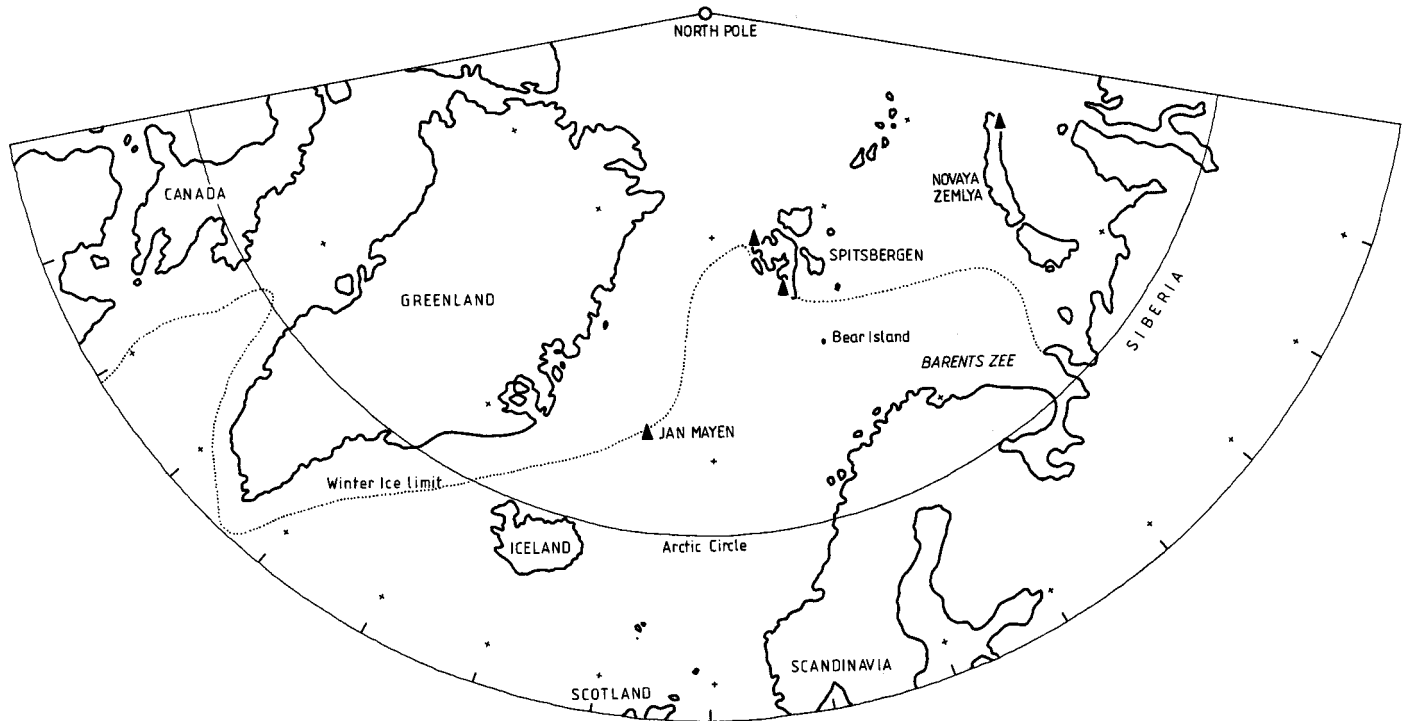 NORTH POLE
CANADA
NOVAYA
ZEMLYA
SPITSBERGEN
GREENLAND
SIBERIA
Bear Island
BARENTS ZEE
JAN MAYEN
Winter Ice limit
ICELAND
Arctic Circle
SCANDINAVIA
SCOTLAND